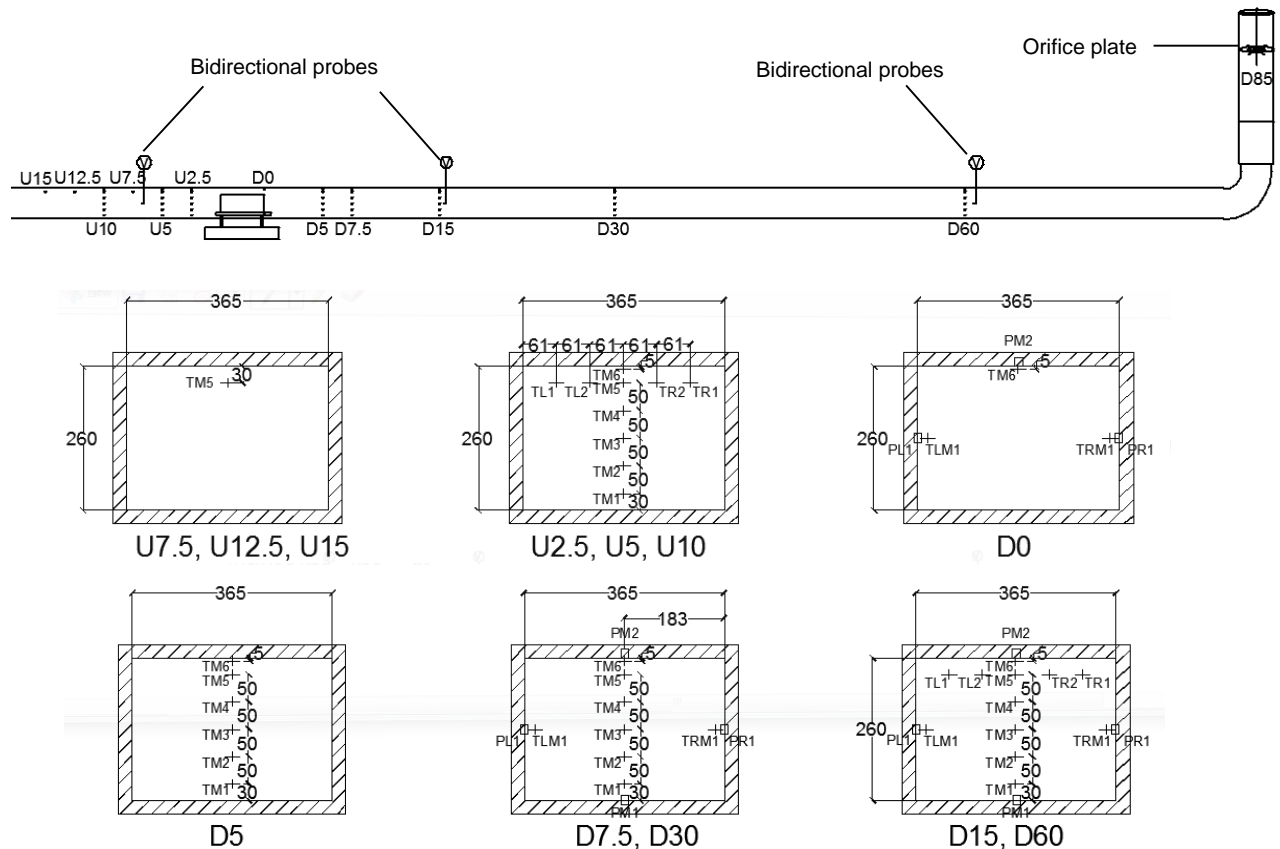 Orifice plate
Bidirectional probes
Bidirectional probes
D85
U15 U12.5 U7.5 U2.5 D0
U10 U5 D5 D7.5 D15 D30 D60
V V V
365
TM5 30
260
U7.5, U12.5, U15
365
61 61 61 61 61
5
TM6
TL1 TL2 TM5 TR2 TR1
50
TM4
50
TM3
50
TM2
50
TM1 30
260
U2.5, U5, U10
365
PM2
5
TM6
260
PL1 TLM1 TRM1 PR1
D0
365
5
TM6
TM5
50
TM4
50
TM3
50
TM2
50
TM1 30
D5
365
183
PM2
5
TM6
TM5
50
TM4
50
TM3
PL1 TLM1 TRM1 PR1
50
TM2
50
TM1 30
PM1
D7.5, D30
365
PM2
5
TM6
TL1 TL2 TM5 TR2 TR1
50
TM4
50
260
TM3
PL1 TLM1 TRM1 PR1
50
TM2
50
TM1 30
PM1
D15, D60